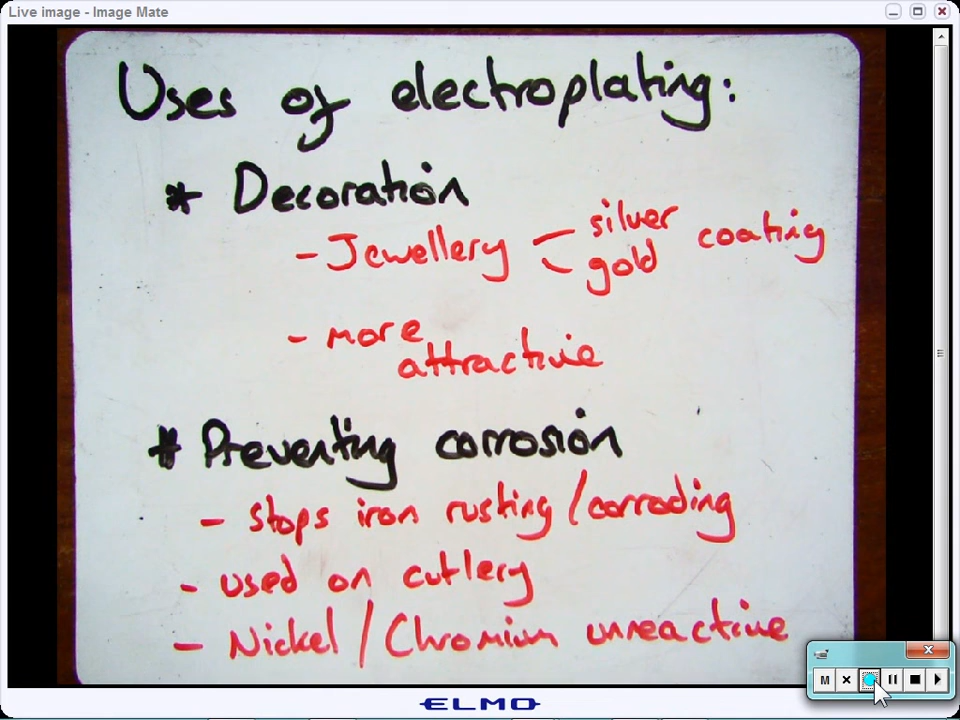 Live image - Image Mate
Uses of electroplating:
* Decoration
- Jewellery < silver gold coating
- more
attractive
* Preventing corrosion
- stops iron rusting / corroding
- used on cutlery
- Nickel / Chromium unreactive
M
ELMO